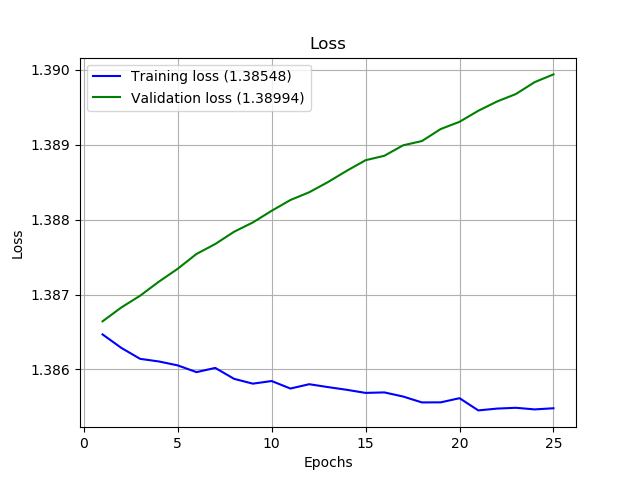 Loss
1.390
1.389
1.388
1.387
1.386
Loss
Training loss (1.38548)
Validation loss (1.38994)
0
5
10
15
20
25
Epochs